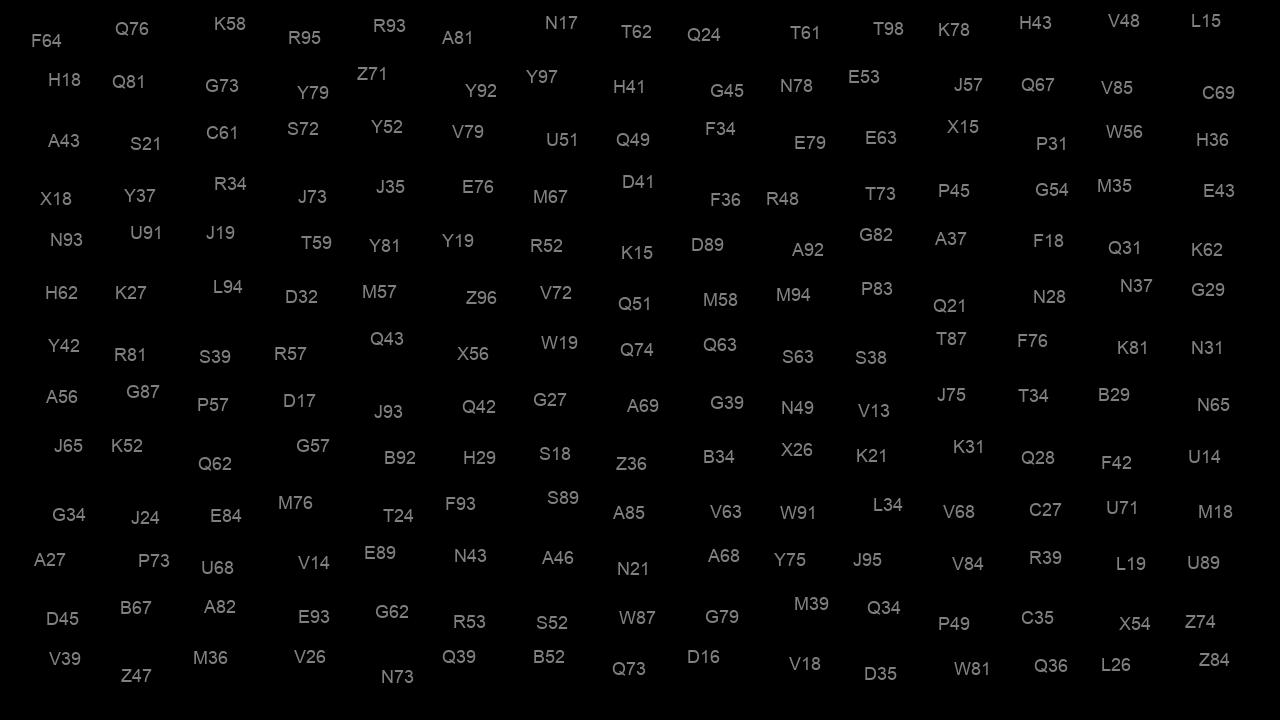 F64 Q76 K58 R95 R93 A81 N17 T62 Q24 T61 T98 K78 H43 V48 L15
H18 Q81 G73 Y79 Z71 Y92 Y97 H41 G45 N78 E53 J57 Q67 V85 C69
A43 S21 C61 S72 Y52 V79 U51 Q49 F34 E79 E63 X15 P31 W56 H36
X18 Y37 R34 J73 J35 E76 M67 D41 F36 R48 T73 P45 G54 M35 E43
N93 U91 J19 T59 Y81 Y19 R52 K15 D89 A92 G82 A37 F18 Q31 K62
H62 K27 L94 D32 M57 Z96 V72 Q51 M58 M94 P83 Q21 N28 N37 G29
Y42 R81 S39 R57 Q43 X56 W19 Q74 Q63 S63 S38 T87 F76 K81 N31
A56 G87 P57 D17 J93 Q42 G27 A69 G39 N49 V13 J75 T34 B29 N65
J65 K52 Q62 G57 B92 H29 S18 Z36 B34 X26 K21 K31 Q28 F42 U14
G34 J24 E84 M76 T24 F93 S89 A85 V63 W91 L34 V68 C27 U71 M18
A27 P73 U68 V14 E89 N43 A46 N21 A68 Y75 J95 V84 R39 L19 U89
D45 B67 A82 E93 G62 R53 S52 W87 G79 M39 Q34 P49 C35 X54 Z74
V39 Z47 M36 V26 N73 Q39 B52 Q73 D16 V18 D35 W81 Q36 L26 Z84